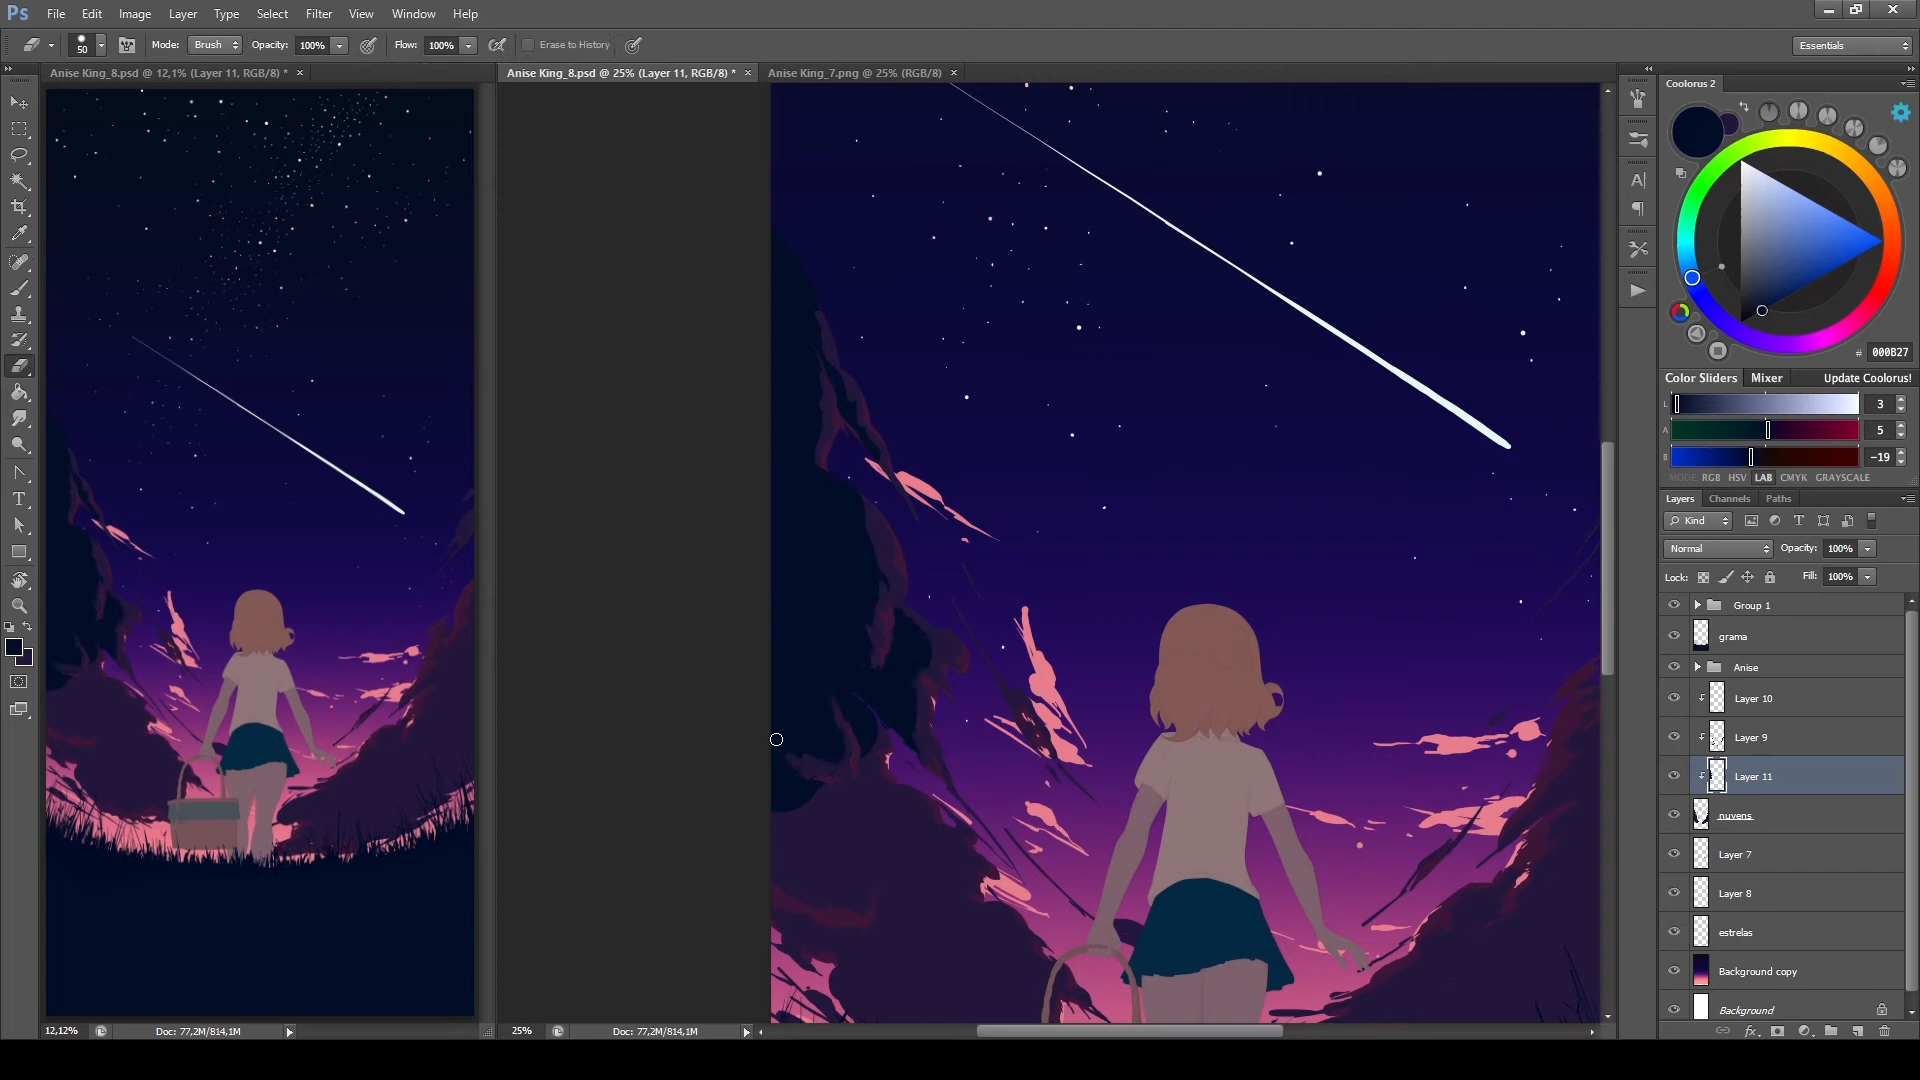 Ps File Edit Image Layer Type Select Filter View Window Help
50 Mode: Brush Opacity: 100% Flow: 100% Erase to History Essentials
Anise King_8.psd @ 12,1% (Layer 11, RGB/8) * × Anise King_8.psd @ 25% (Layer 11, RGB/8) * × Anise King_7.png @ 25% (RGB/8) ×
Coolorus 2
# 000B27
Color Sliders Mixer Update Coolorus!
L 3
A 5
B -19
MODE RGB HSV LAB CMYK GRAYSCALE
Layers Channels Paths
Kind
Normal Opacity: 100%
Lock: Fill: 100%
Group 1
grama
Anise
Layer 10
Layer 9
Layer 11
nuvens
Layer 7
Layer 8
estrelas
Background copy
Background
12,12% Doc: 77,2M/814,1M 25% Doc: 77,2M/814,1M